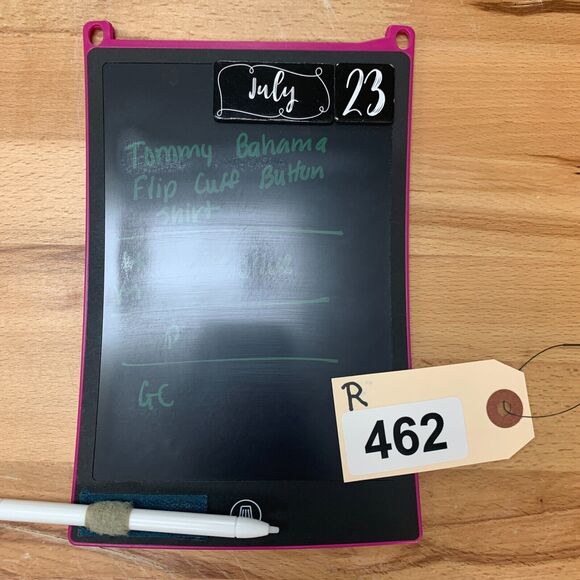 July 23
Tommy Bahama
Flip Cuff Button
Shirt
GC
R
462